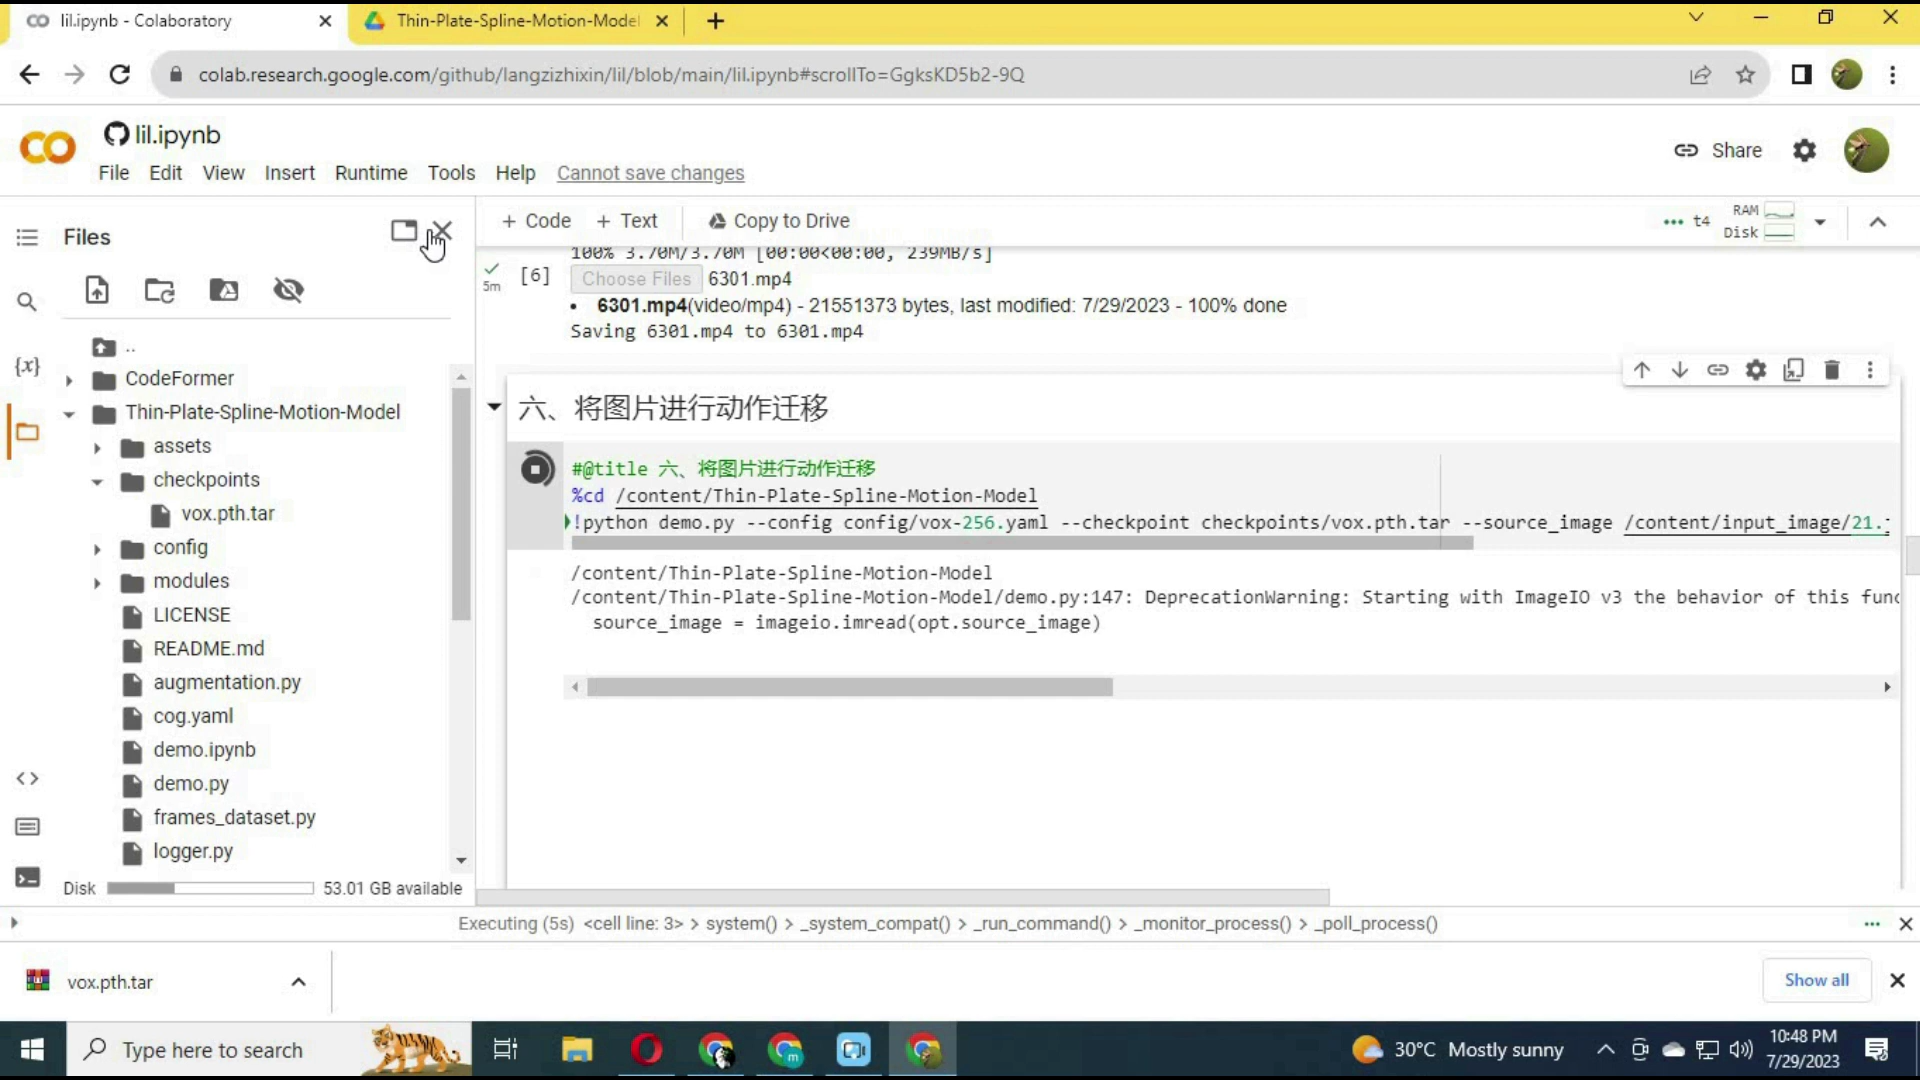 lil.ipynb - Colaboratory
Thin-Plate-Spline-Motion-Model
colab.research.google.com/github/langzizhixin/lil/blob/main/lil.ipynb#scrollTo=GgksKD5b2-9Q
lil.ipynb
File Edit View Insert Runtime Tools Help Cannot save changes
Share
Files
+ Code + Text Copy to Drive
t4 RAM
Disk
100% 3.70M/3.70M [00:00<00:00, 239MB/s]
[6] Choose Files 6301.mp4
5m
• 6301.mp4(video/mp4) - 21551373 bytes, last modified: 7/29/2023 - 100% done
Saving 6301.mp4 to 6301.mp4
..
{x}
CodeFormer
Thin-Plate-Spline-Motion-Model
assets
checkpoints
vox.pth.tar
config
modules
LICENSE
README.md
augmentation.py
cog.yaml
demo.ipynb
demo.py
frames_dataset.py
logger.py
Disk 53.01 GB available
六、将图片进行动作迁移
#@title 六、将图片进行动作迁移
%cd /content/Thin-Plate-Spline-Motion-Model
!python demo.py --config config/vox-256.yaml --checkpoint checkpoints/vox.pth.tar --source_image /content/input_image/21.
/content/Thin-Plate-Spline-Motion-Model
/content/Thin-Plate-Spline-Motion-Model/demo.py:147: DeprecationWarning: Starting with ImageIO v3 the behavior of this func
source_image = imageio.imread(opt.source_image)
Executing (5s) <cell line: 3> > system() > _system_compat() > _run_command() > _monitor_process() > _poll_process()
vox.pth.tar
Show all
Type here to search
30°C Mostly sunny
10:48 PM
7/29/2023